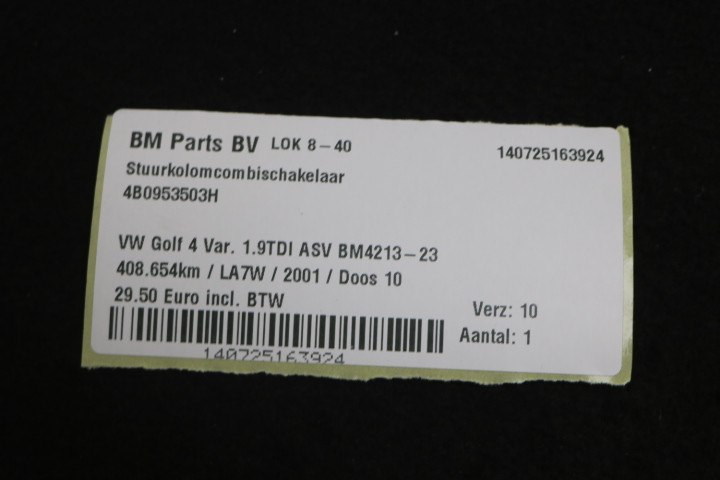 BM Parts BV LOK 8-40
140725163924
Stuurkolomcombischakelaar
4B0953503H
VW Golf 4 Var. 1.9TDI ASV BM4213-23
408.654km / LA7W / 2001 / Doos 10
29.50 Euro incl. BTW
Verz: 10
Aantal: 1
140725163924